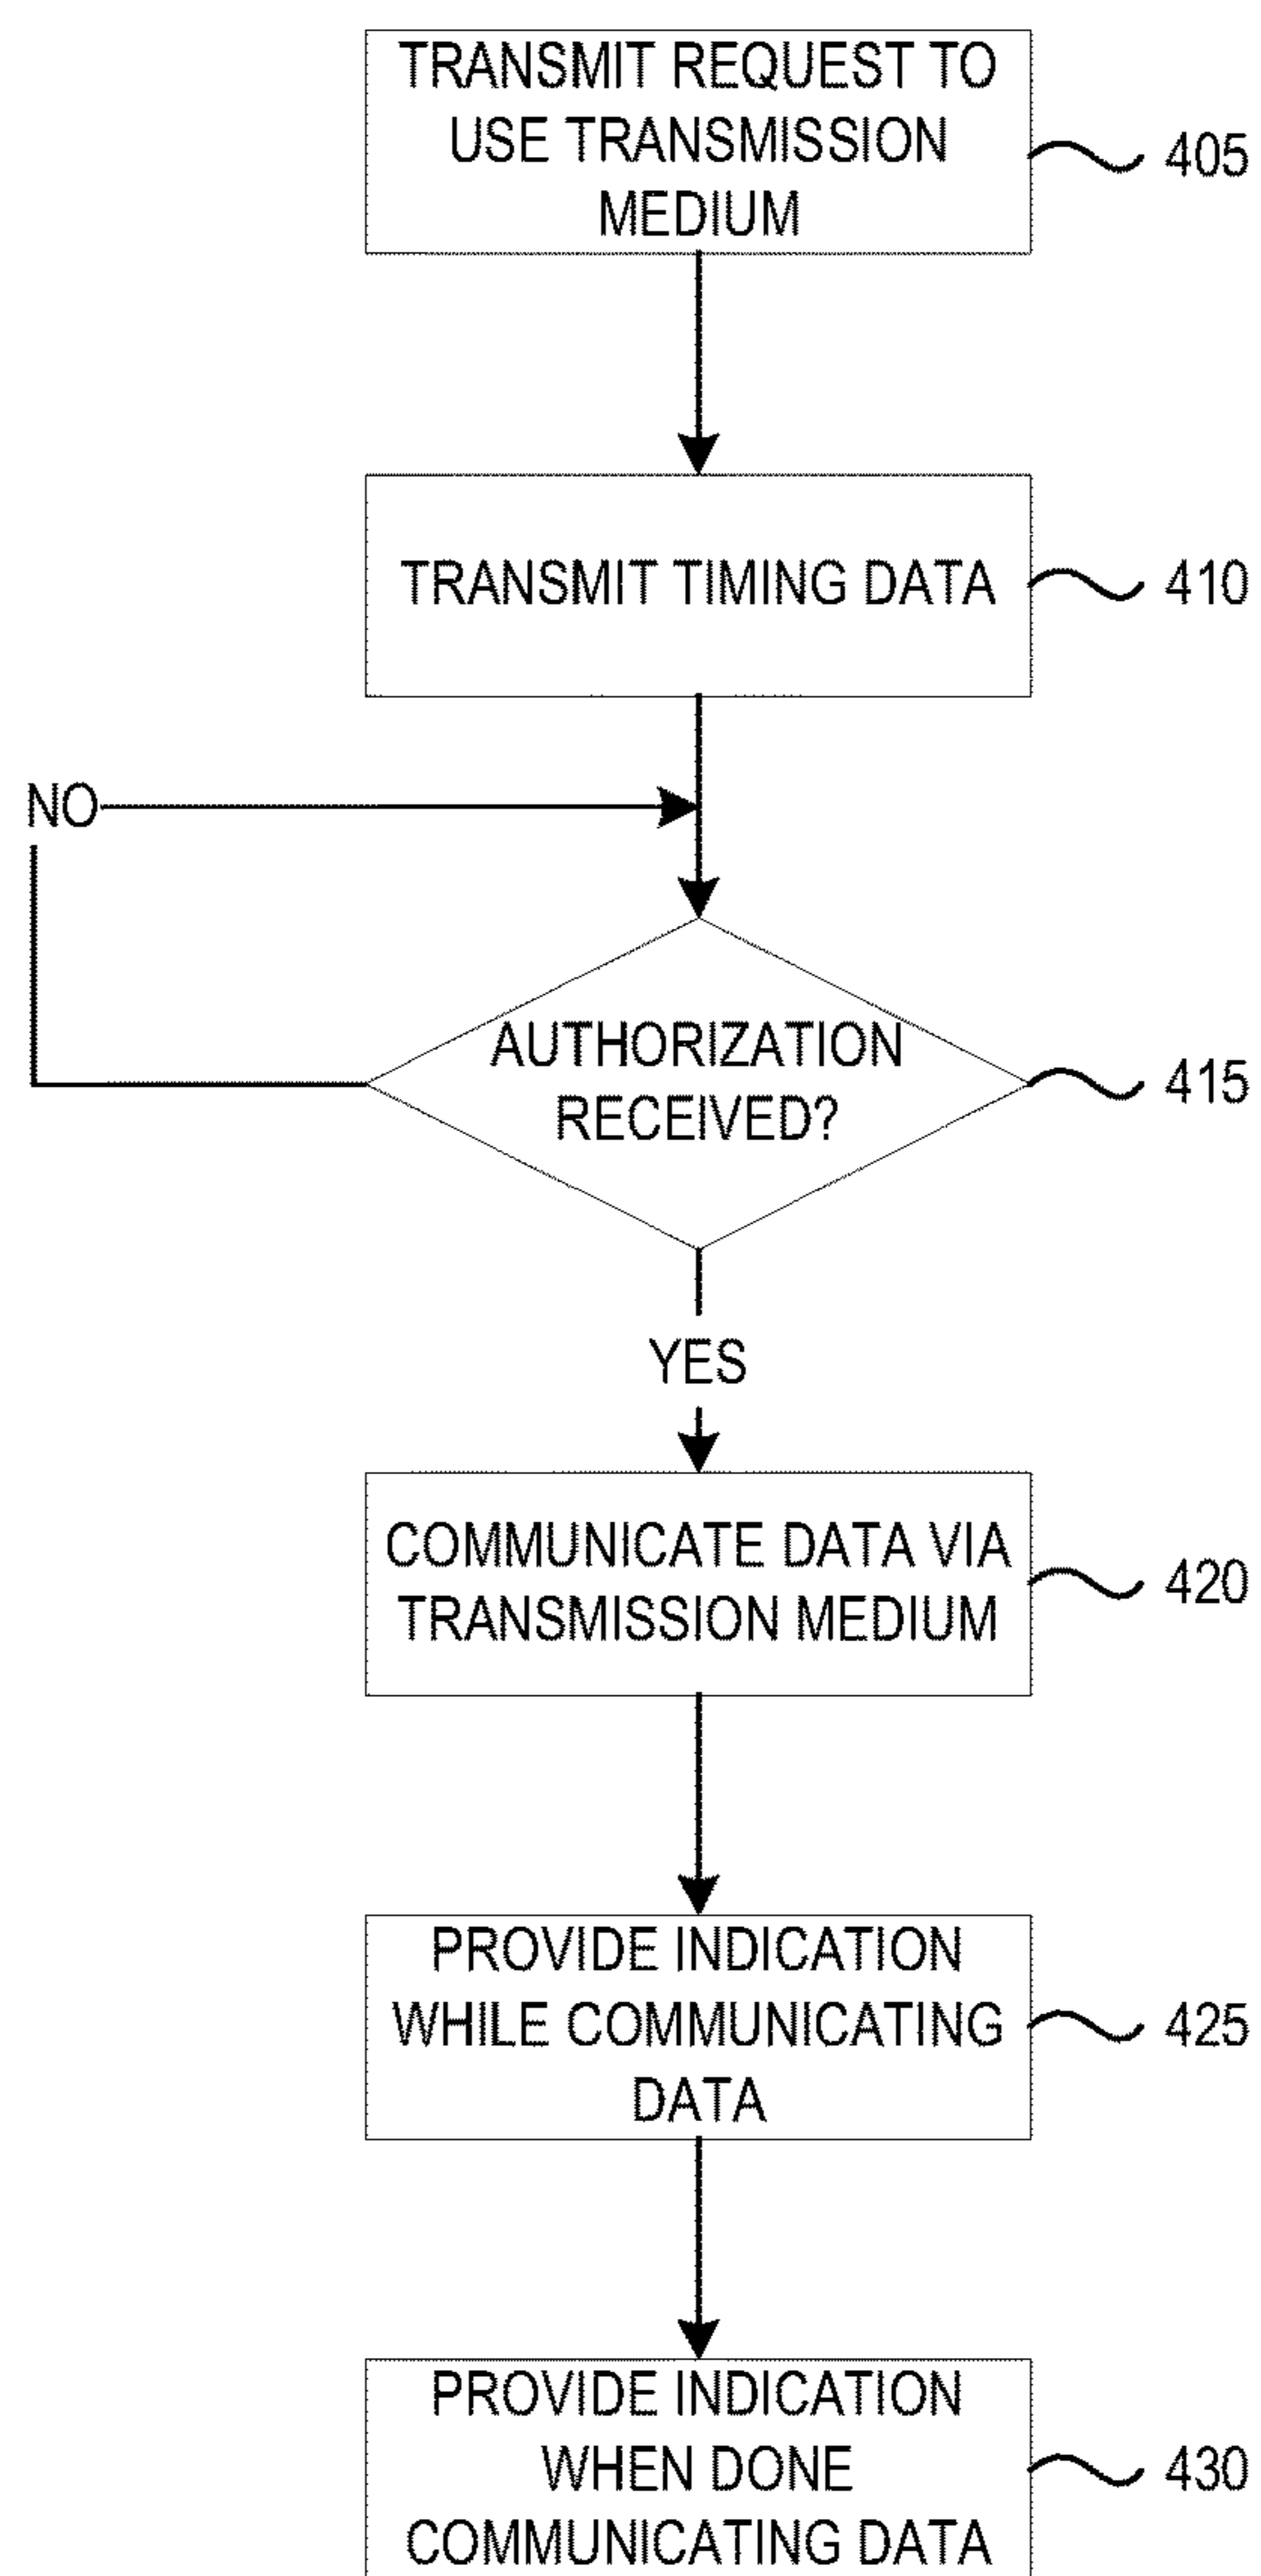 TRANSMIT REQUEST TO
USE TRANSMISSION
MEDIUM
405
TRANSMIT TIMING DATA
410
NO
AUTHORIZATION
RECEIVED?
415
YES
COMMUNICATE DATA VIA
TRANSMISSION MEDIUM
420
PROVIDE INDICATION
WHILE COMMUNICATING
DATA
425
PROVIDE INDICATION
WHEN DONE
COMMUNICATING DATA
430